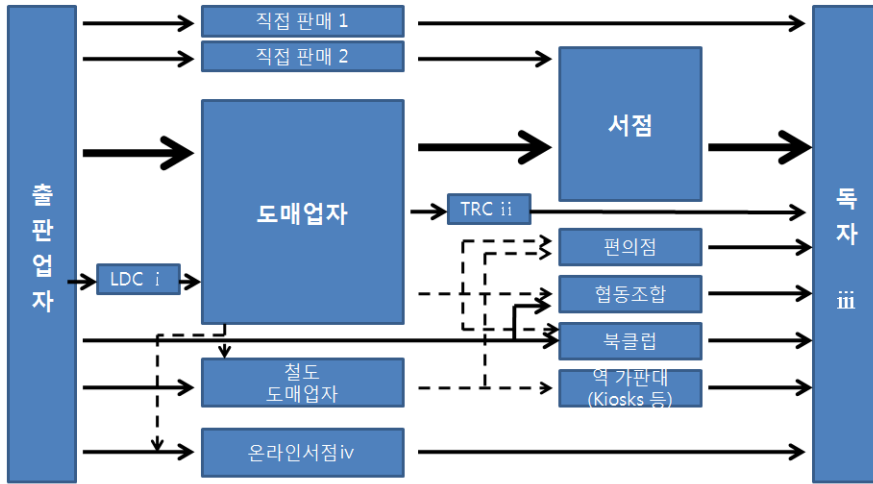 출
판
업
자
직접 판매 1
직접 판매 2
도매업자
LDC i
철도
도매업자
온라인서점iv
TRC ii
서점
편의점
협동조합
북클럽
역 가판대
(Kiosks 등)
독
자
iii